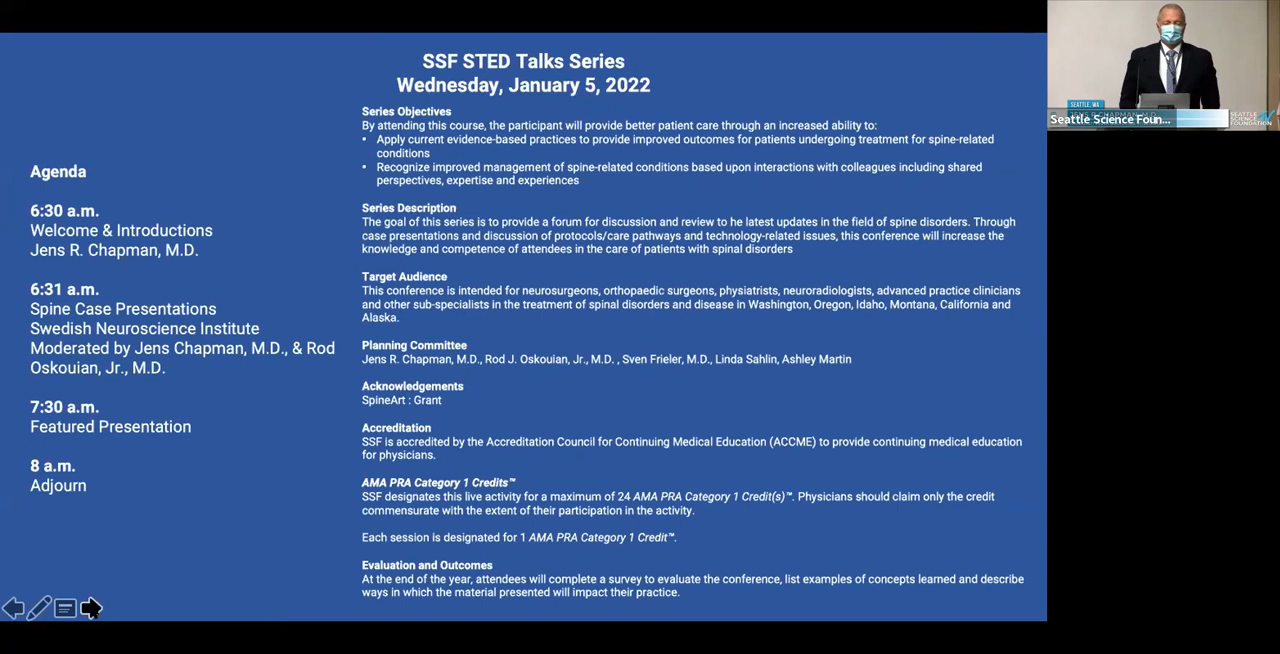 SSF STED Talks Series
Wednesday, January 5, 2022
Agenda
6:30 a.m.
Welcome & Introductions
Jens R. Chapman, M.D.
6:31 a.m.
Spine Case Presentations
Swedish Neuroscience Institute
Moderated by Jens Chapman, M.D., & Rod
Oskouian, Jr., M.D.
7:30 a.m.
Featured Presentation
8 a.m.
Adjourn
Series Objectives
By attending this course, the participant will provide better patient care through an increased ability to:
• Apply current evidence-based practices to provide improved outcomes for patients undergoing treatment for spine-related
conditions
• Recognize improved management of spine-related conditions based upon interactions with colleagues including shared
perspectives, expertise and experiences
Series Description
The goal of this series is to provide a forum for discussion and review to he latest updates in the field of spine disorders. Through
case presentations and discussion of protocols/care pathways and technology-related issues, this conference will increase the
knowledge and competence of attendees in the care of patients with spinal disorders
Target Audience
This conference is intended for neurosurgeons, orthopaedic surgeons, physiatrists, neuroradiologists, advanced practice clinicians
and other sub-specialists in the treatment of spinal disorders and disease in Washington, Oregon, Idaho, Montana, California and
Alaska.
Planning Committee
Jens R. Chapman, M.D., Rod J. Oskouian, Jr., M.D. , Sven Frieler, M.D., Linda Sahlin, Ashley Martin
Acknowledgements
SpineArt : Grant
Accreditation
SSF is accredited by the Accreditation Council for Continuing Medical Education (ACCME) to provide continuing medical education
for physicians.
AMA PRA Category 1 Credits™
SSF designates this live activity for a maximum of 24 AMA PRA Category 1 Credit(s)™. Physicians should claim only the credit
commensurate with the extent of their participation in the activity.
Each session is designated for 1 AMA PRA Category 1 Credit™.
Evaluation and Outcomes
At the end of the year, attendees will complete a survey to evaluate the conference, list examples of concepts learned and describe
ways in which the material presented will impact their practice.
SEATTLE, WA
Seattle Science Foun...
SEATTLE
SCIENCE
FOUNDATION